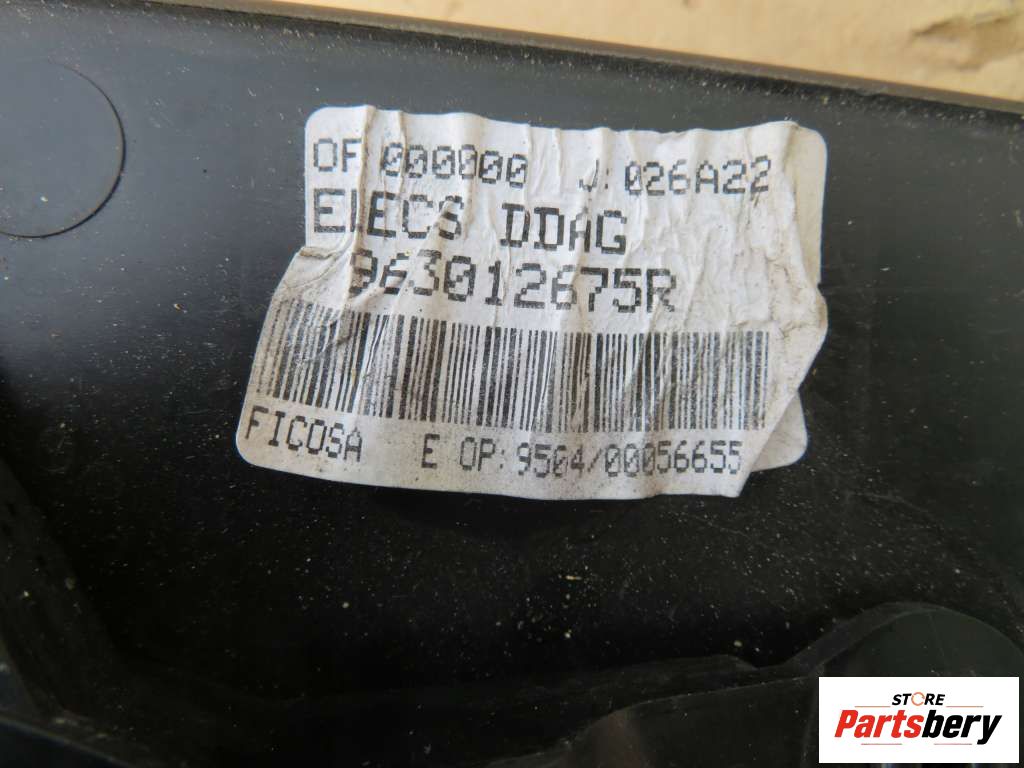 OF 000000 J: 026A22
ELECS DDAG
963012675R
FICOSA E OP: 9504/00056655
STORE
Partsbery